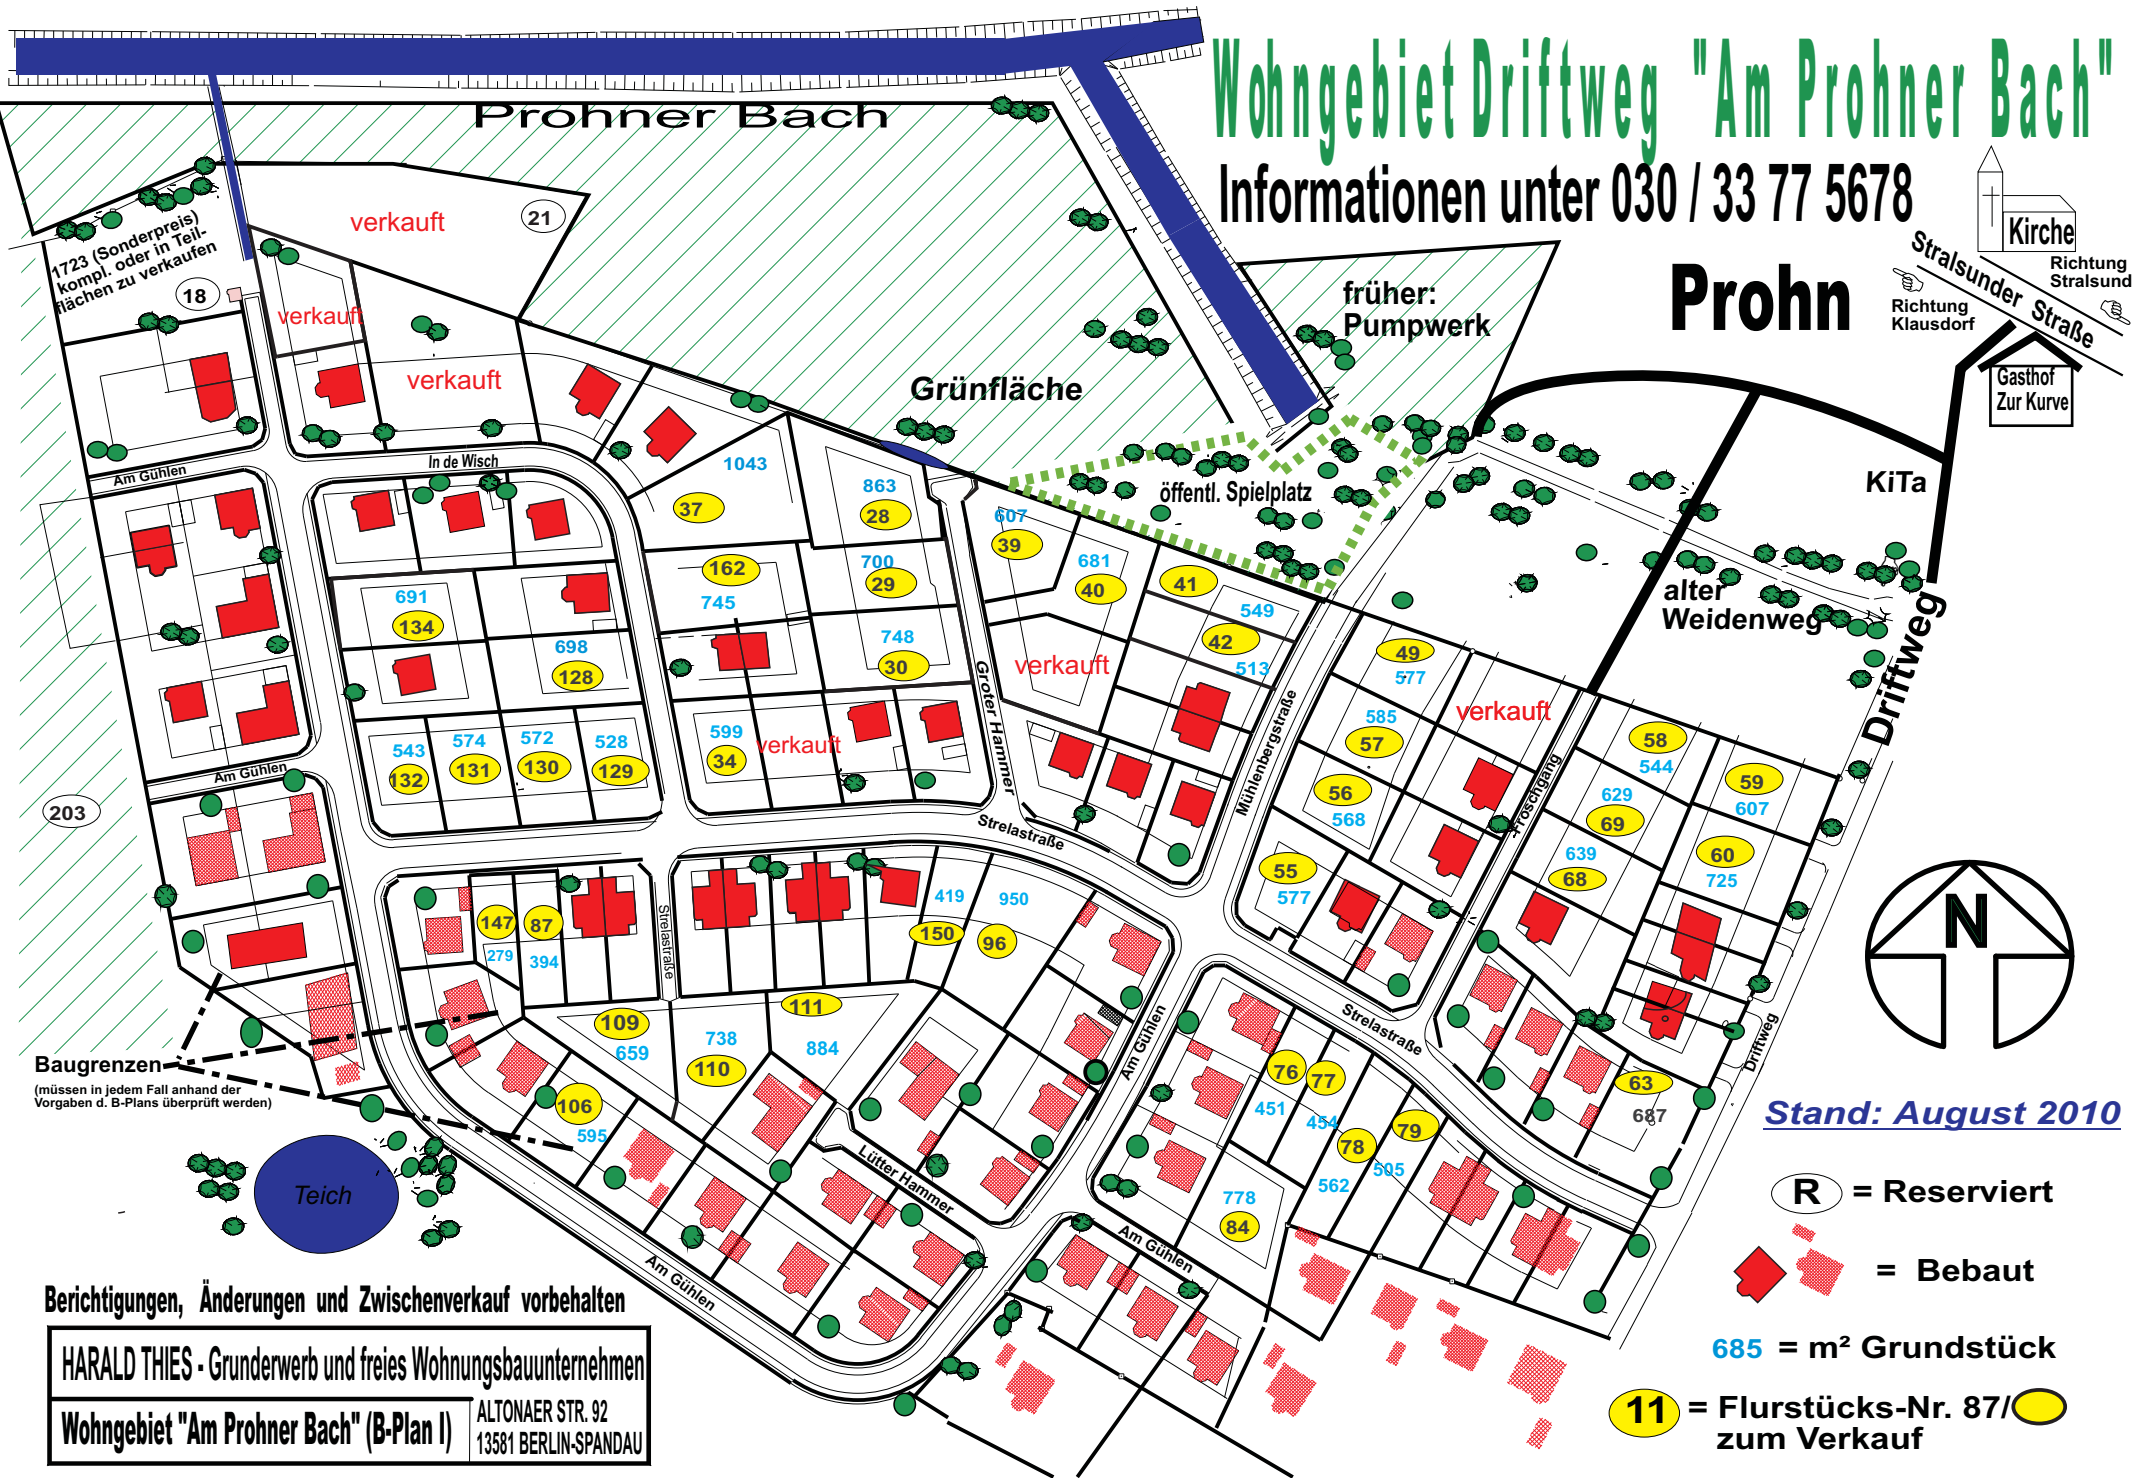 Wohngebiet Driftweg "Am Prohner Bach"
Informationen unter 030 / 33 77 5678
Prohn
Prohner Bach
Kirche
Stralsunder Straße
Richtung
Stralsund
Richtung
Klausdorf
Gasthof
Zur Kurve
KiTa
Driftweg
alter
Weidenweg
früher:
Pumpwerk
Grünfläche
öffentl. Spielplatz
1723 (Sonderpreis)
kompl. oder in Teil-
flächen zu verkaufen
18
verkauft
21
verkauft
verkauft
Am Gühlen
In de Wisch
1043
37
863
28
607
39
681
40
41
549
42
513
162
745
700
29
748
30
691
134
698
128
verkauft
Groter Hammer
Mühlenbergstraße
49
577
585
57
verkauft
56
568
55
577
Froschgang
58
544
59
607
629
69
60
725
639
68
543
132
574
131
572
130
528
129
599
34
verkauft
Am Gühlen
203
Strelastraße
Strelastraße
147
279
87
394
419
150
950
96
109
659
738
110
111
884
106
595
Am Gühlen
Strelastraße
Driftweg
76
451
77
454
78
562
79
505
63
687
778
84
Lütter Hammer
Am Gühlen
Am Gühlen
Baugrenzen
(müssen in jedem Fall anhand der
Vorgaben d. B-Plans überprüft werden)
Teich
N
Stand: August 2010
R = Reserviert
= Bebaut
685 = m² Grundstück
11 = Flurstücks-Nr. 87/
zum Verkauf
Berichtigungen, Änderungen und Zwischenverkauf vorbehalten
HARALD THIES - Grunderwerb und freies Wohnungsbauunternehmen
Wohngebiet "Am Prohner Bach" (B-Plan I)
ALTONAER STR. 92
13581 BERLIN-SPANDAU